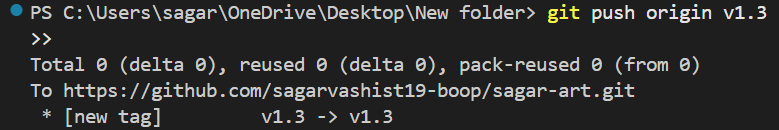 PS C:\Users\sagar\OneDrive\Desktop\New folder> git push origin v1.3
>>
Total 0 (delta 0), reused 0 (delta 0), pack-reused 0 (from 0)
To https://github.com/sagarvashist19-boop/sagar-art.git
 * [new tag]         v1.3 -> v1.3